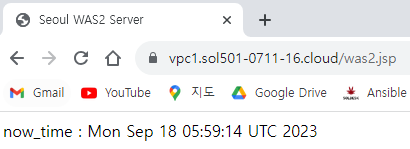 Seoul WAS2 Server
vpc1.sol501-0711-16.cloud/was2.jsp
Gmail YouTube 지도 Google Drive Ansible
now_time : Mon Sep 18 05:59:14 UTC 2023